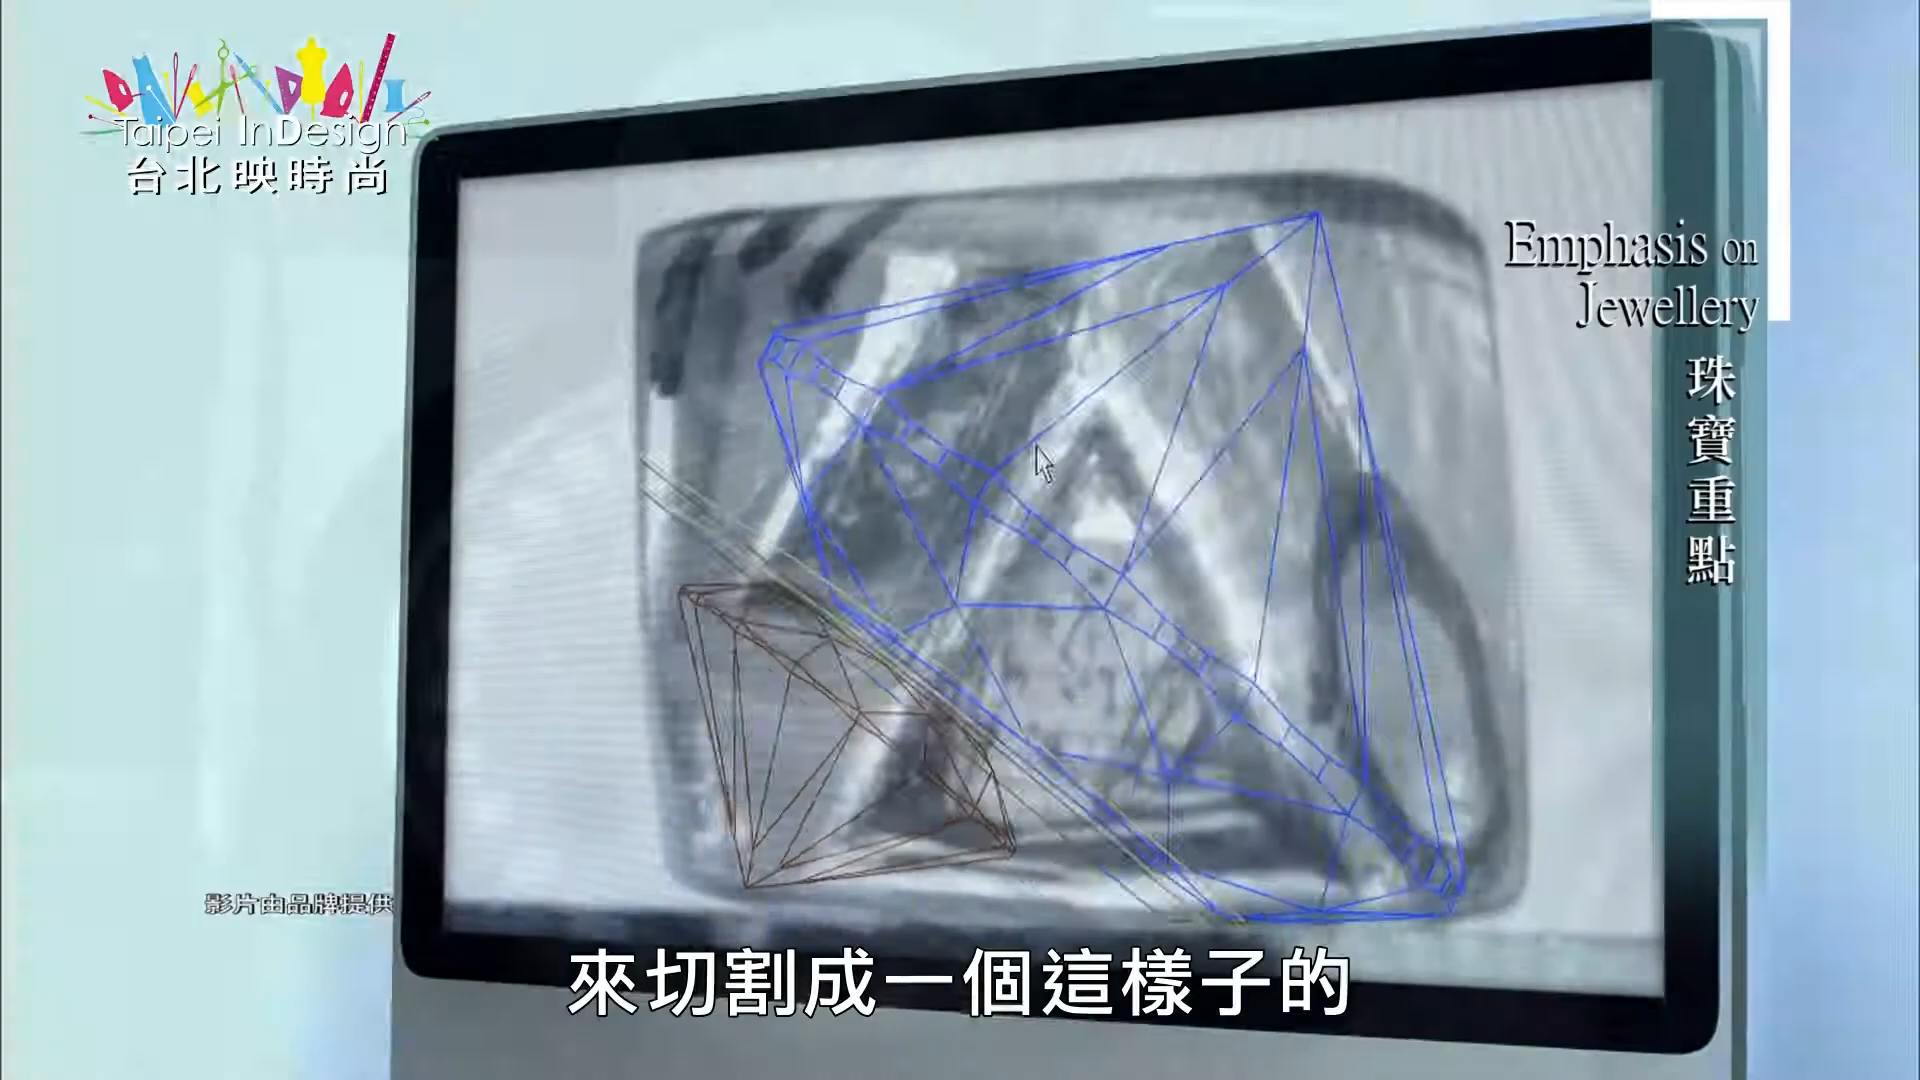 Taipei InDesign
台北映時尚
Emphasis on
Jewellery
珠寶重點
影片由品牌提供
來切割成一個這樣子的